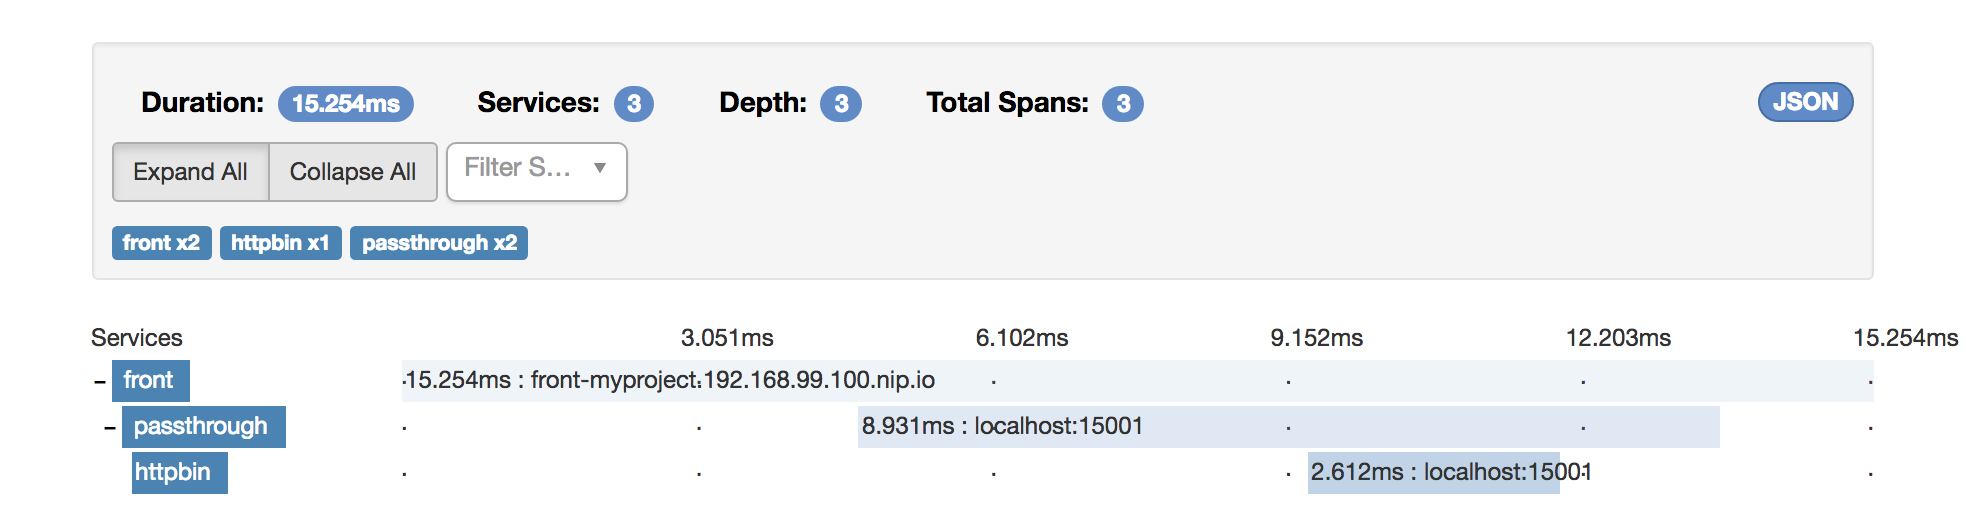 Duration: 15.254ms Services: 3 Depth: 3 Total Spans: 3 JSON
Expand All Collapse All Filter S... ▼
front x2 httpbin x1 passthrough x2
Services 3.051ms 6.102ms 9.152ms 12.203ms 15.254ms
– front 15.254ms : front-myproject.192.168.99.100.nip.io
– passthrough 8.931ms : localhost:15001
httpbin 2.612ms : localhost:15001